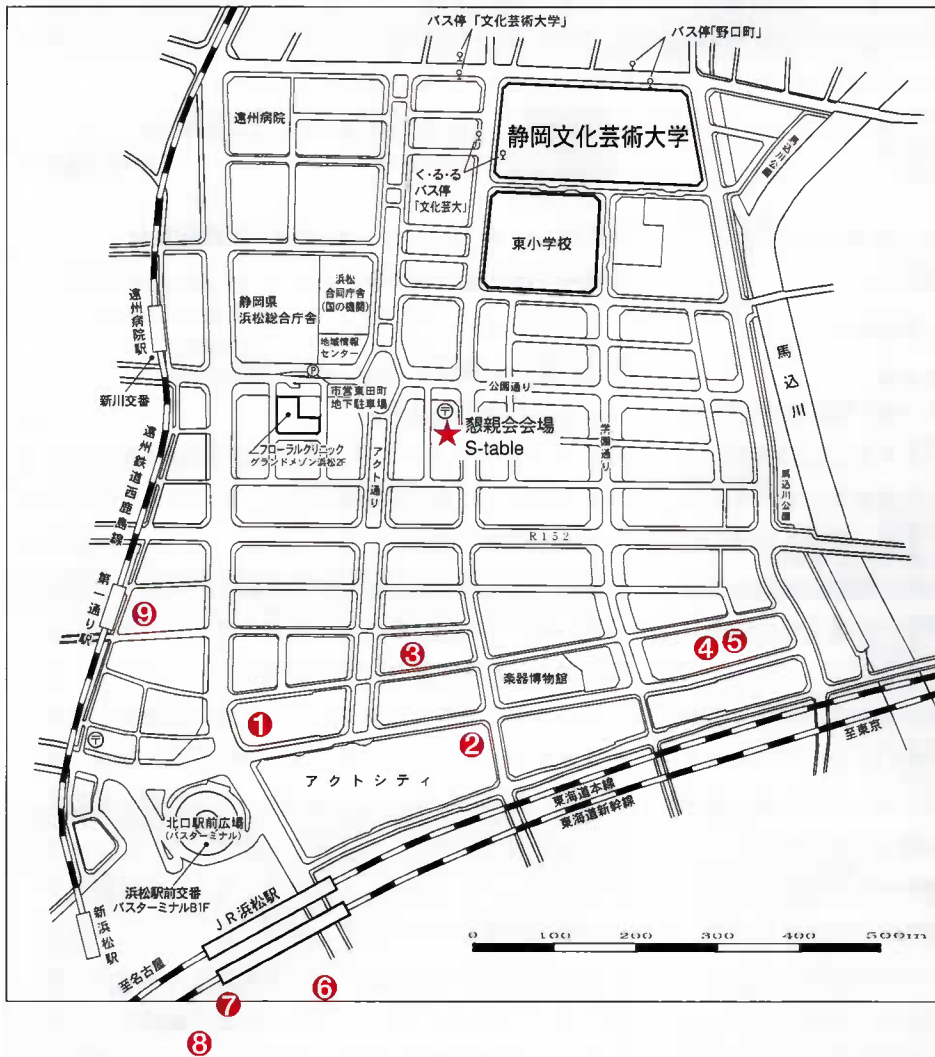 バス停「文化芸術大学」
バス停「野口町」
遠州病院
静岡文化芸術大学
馬込川公園
く・る・る
バス停
「文化芸大」
東小学校
浜松
合同庁舎
(国の機関)
静岡県
浜松総合庁舎
地域情報
センター
遠州病院駅
馬込川
新川交番
P
市営東田町
地下駐車場
公園通り
〒
懇親会会場
S-table
フローラルクリニック
グランドメゾン浜松2F
アクト通り
学園通り
遠州鉄道西鹿島線
馬込川公園
R152
第一通り駅
9
3
4
5
楽器博物館
1
2
〒
アクトシティ
至東京
東海道本線
東海道新幹線
北口駅前広場
(バスターミナル)
浜松駅前交番
バスターミナルB1F
JR浜松駅
新浜松駅
0 100 200 300 400 500m
至名古屋
6
7
8